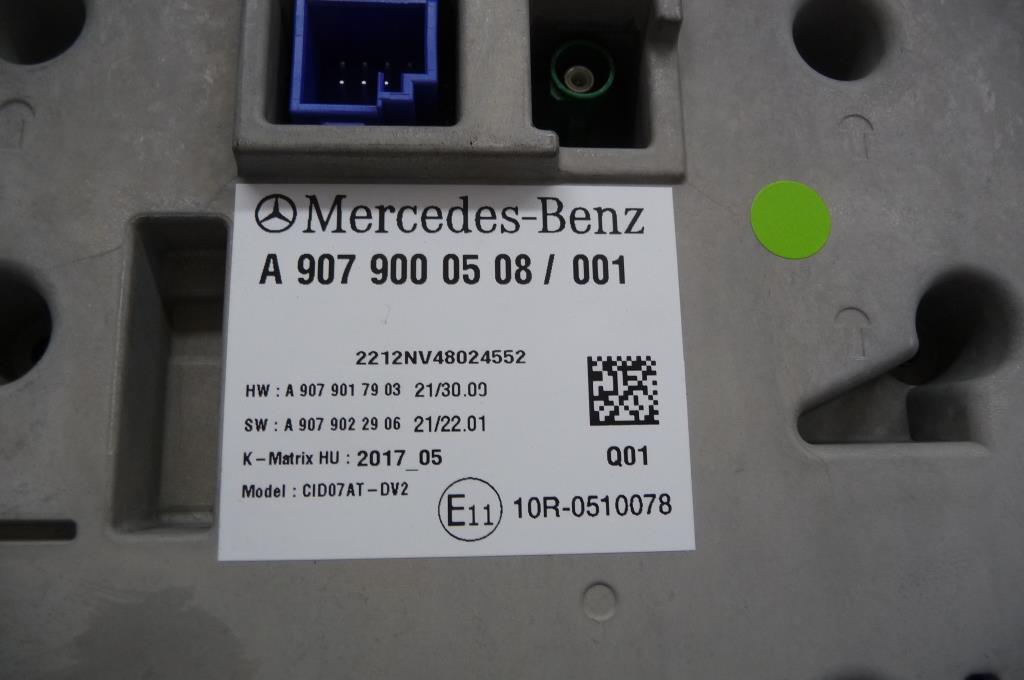 Mercedes-Benz
A 907 900 05 08 / 001
2212NV48024552
HW : A 907 901 79 03 21/30.00
SW : A 907 902 29 06 21/22.01
K-Matrix HU : 2017_05
Q01
Model : CID07AT-DV2
E11 10R-0510078